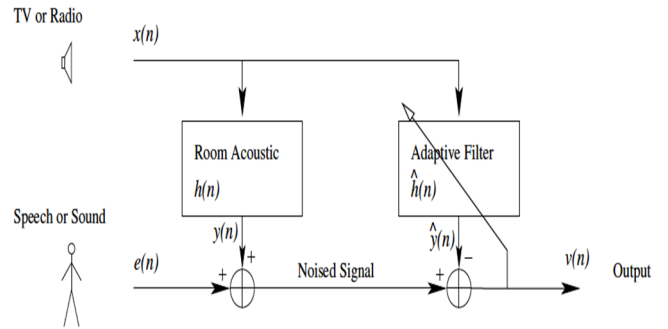 TV or Radio
x(n)
Room Acoustic
h(n)
Adaptive Filter
ĥ(n)
Speech or Sound
y(n)
+
ŷ(n)
−
e(n)
+
Noised Signal
+
v(n)
Output